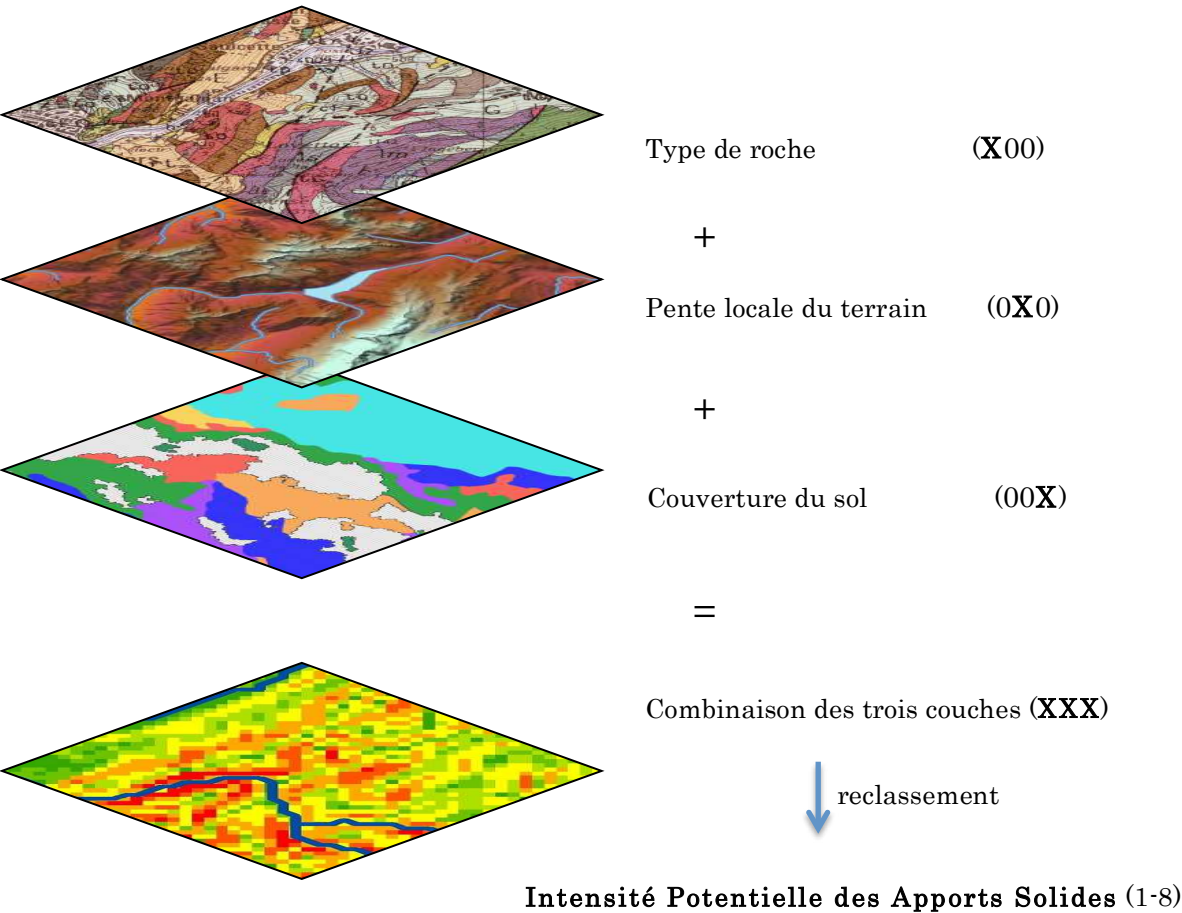 Type de roche (X00)
+
Pente locale du terrain (0X0)
+
Couverture du sol (00X)
=
Combinaison des trois couches (XXX)
reclassement
Intensité Potentielle des Apports Solides (1-8)